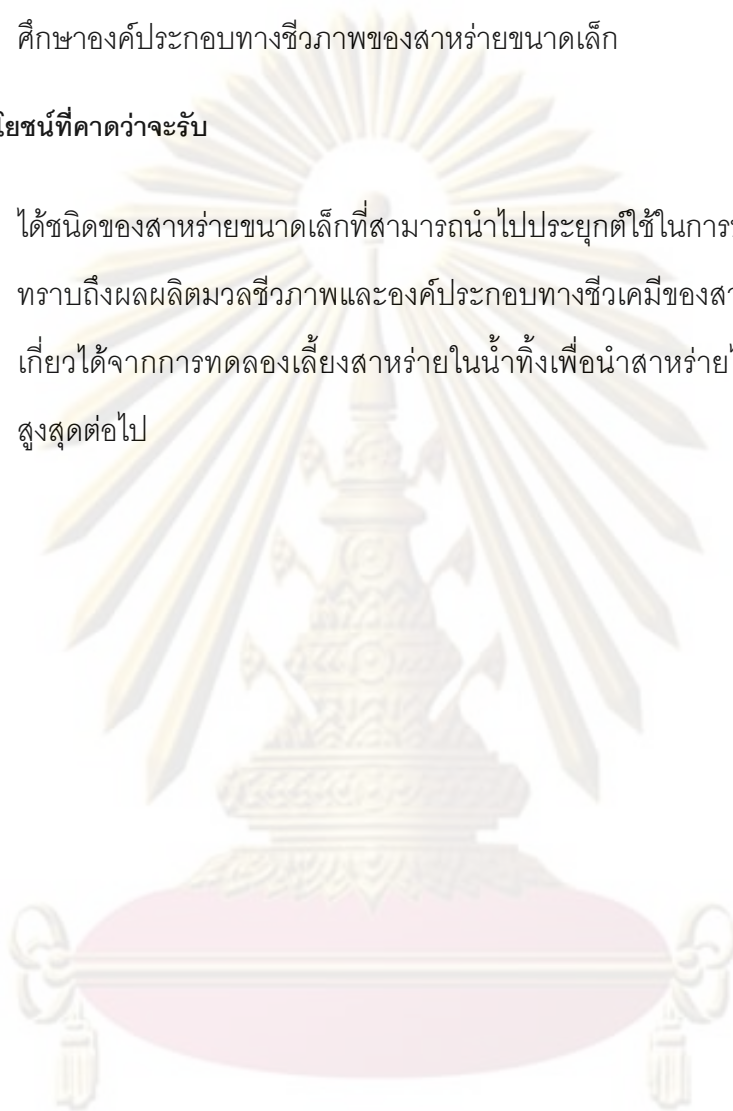 ศึกษาองค์ประกอบทางชีวภาพของสาหร่ายขนาดเล็ก
โยชน์ที่คาดว่าจะรับ
ได้ชนิดของสาหร่ายขนาดเล็กที่สามารถนำไปประยุกต์ใช้ในการ
ทราบถึงผลผลิตมวลชีวภาพและองค์ประกอบทางชีวเคมีของ
เกี่ยวได้จากการทดลองเลี้ยงสาหร่ายในน้ำทิ้งเพื่อนำสาหร่าย
สูงสุดต่อไป